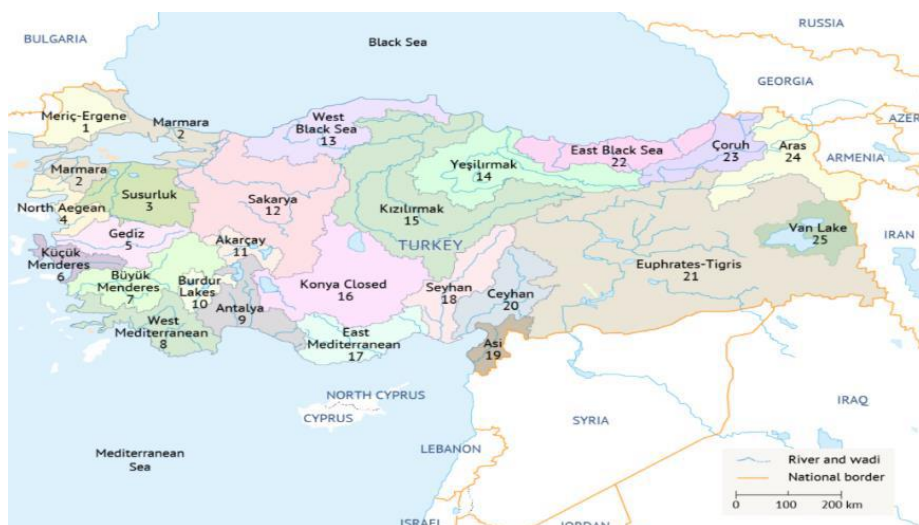 RUSSIA
BULGARIA
Black Sea
GEORGIA
Meriç-Ergene
1
Marmara
2
West
Black Sea
13
East Black Sea
22
Çoruh
23
Aras
24
AZER
ARMENIA
Marmara
2
Susurluk
3
Yeşilırmak
14
North Aegean
4
Sakarya
12
Kızılırmak
15
Gediz
5
Akarçay
11
TURKEY
Van Lake
25
IRAN
Küçük
Menderes
6
Büyük
Menderes
7
Burdur
Lakes
10
Konya Closed
16
Seyhan
18
Ceyhan
20
Euphrates-Tigris
21
Antalya
9
West
Mediterranean
8
East
Mediterranean
17
Asi
19
NORTH CYPRUS
CYPRUS
SYRIA
IRAQ
LEBANON
Mediterranean
Sea
River and wadi
National border
0 100 200 km
ISRAEL
JORDAN